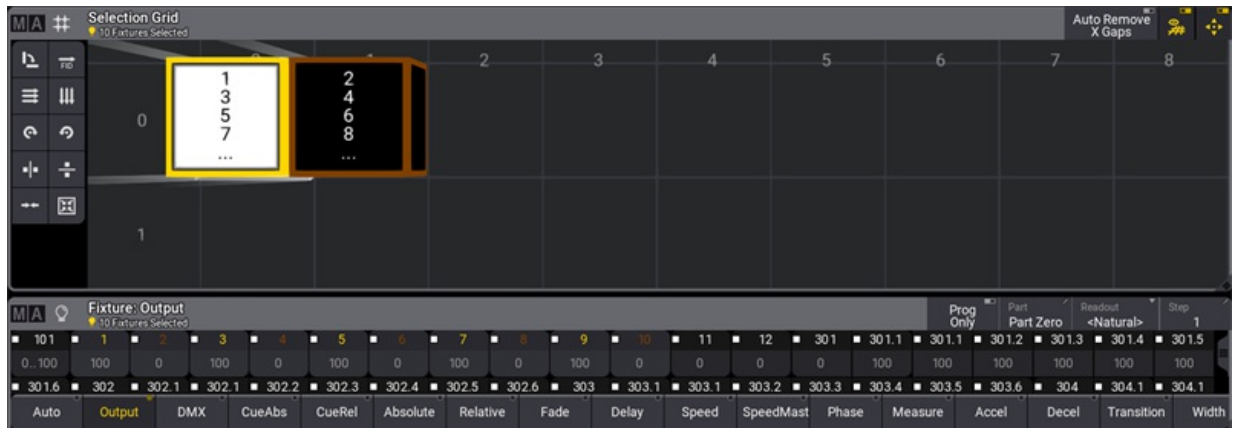 MA Selection Grid
10 Fixtures Selected
Auto Remove
X Gaps
FID
0 1 2 3 4 5 6 7 8
0
1 2
3 4
5 6
7 8
... ...
1
MA Fixture: Output
10 Fixtures Selected
Prog
Only
Part
Part Zero
Readout
<Natural>
Step
1
101 1 2 3 4 5 6 7 8 9 10 11 12 301 301.1 301.1 301.2 301.3 301.4 301.5
0..100 100 0 100 0 100 0 100 0 100 0 0 0 100 100 100 100 100 100 100
301.6 302 302.1 302.1 302.2 302.3 302.4 302.5 302.6 303 303.1 303.1 303.2 303.3 303.4 303.5 303.6 304 304.1 304.1
Auto Output DMX CueAbs CueRel Absolute Relative Fade Delay Speed SpeedMast Phase Measure Accel Decel Transition Width